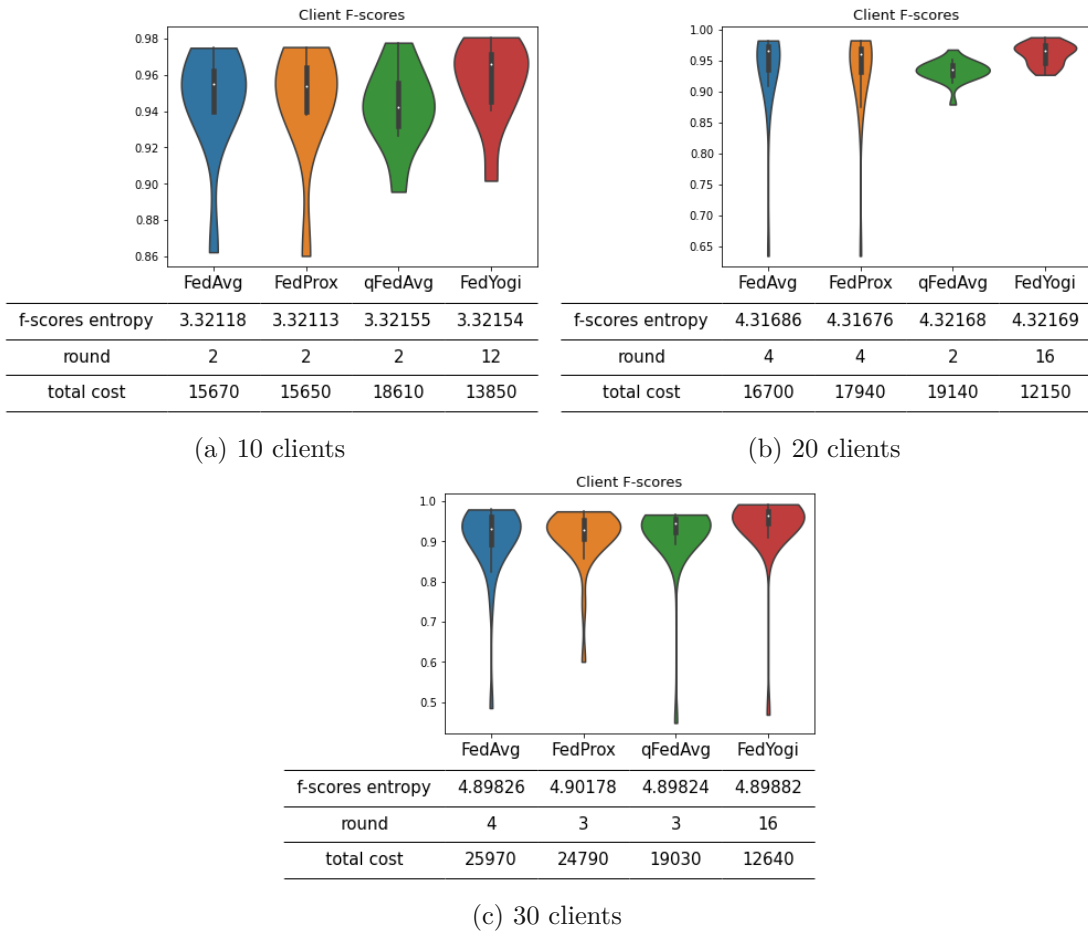 Client F-scores
0.98
0.96
0.94
0.92
0.90
0.88
0.86
FedAvg FedProx qFedAvg FedYogi
f-scores entropy 3.32118 3.32113 3.32155 3.32154
round 2 2 2 12
total cost 15670 15650 18610 13850
(a) 10 clients
Client F-scores
1.00
0.95
0.90
0.85
0.80
0.75
0.70
0.65
FedAvg FedProx qFedAvg FedYogi
f-scores entropy 4.31686 4.31676 4.32168 4.32169
round 4 4 2 16
total cost 16700 17940 19140 12150
(b) 20 clients
Client F-scores
1.0
0.9
0.8
0.7
0.6
0.5
FedAvg FedProx qFedAvg FedYogi
f-scores entropy 4.89826 4.90178 4.89824 4.89882
round 4 3 3 16
total cost 25970 24790 19030 12640
(c) 30 clients